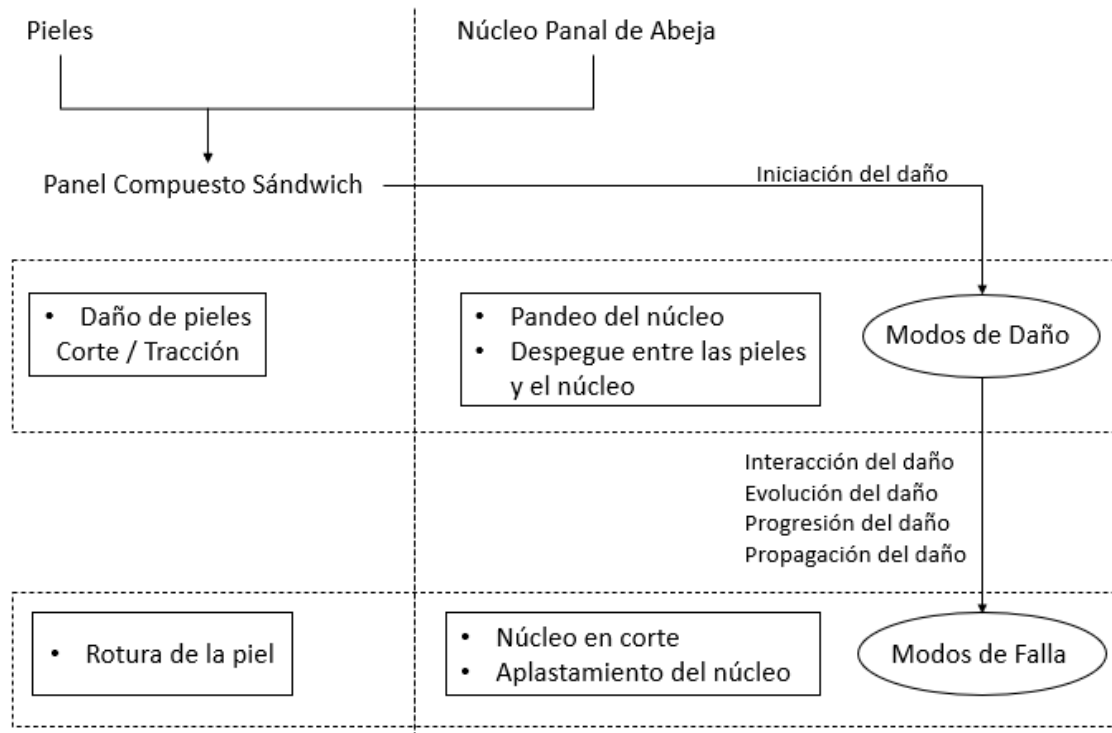 Pieles
Núcleo Panal de Abeja
Panel Compuesto Sándwich
Iniciación del daño
• Daño de pieles
Corte / Tracción
• Pandeo del núcleo
• Despegue entre las pieles
y el núcleo
Modos de Daño
Interacción del daño
Evolución del daño
Progresión del daño
Propagación del daño
• Rotura de la piel
• Núcleo en corte
• Aplastamiento del núcleo
Modos de Falla